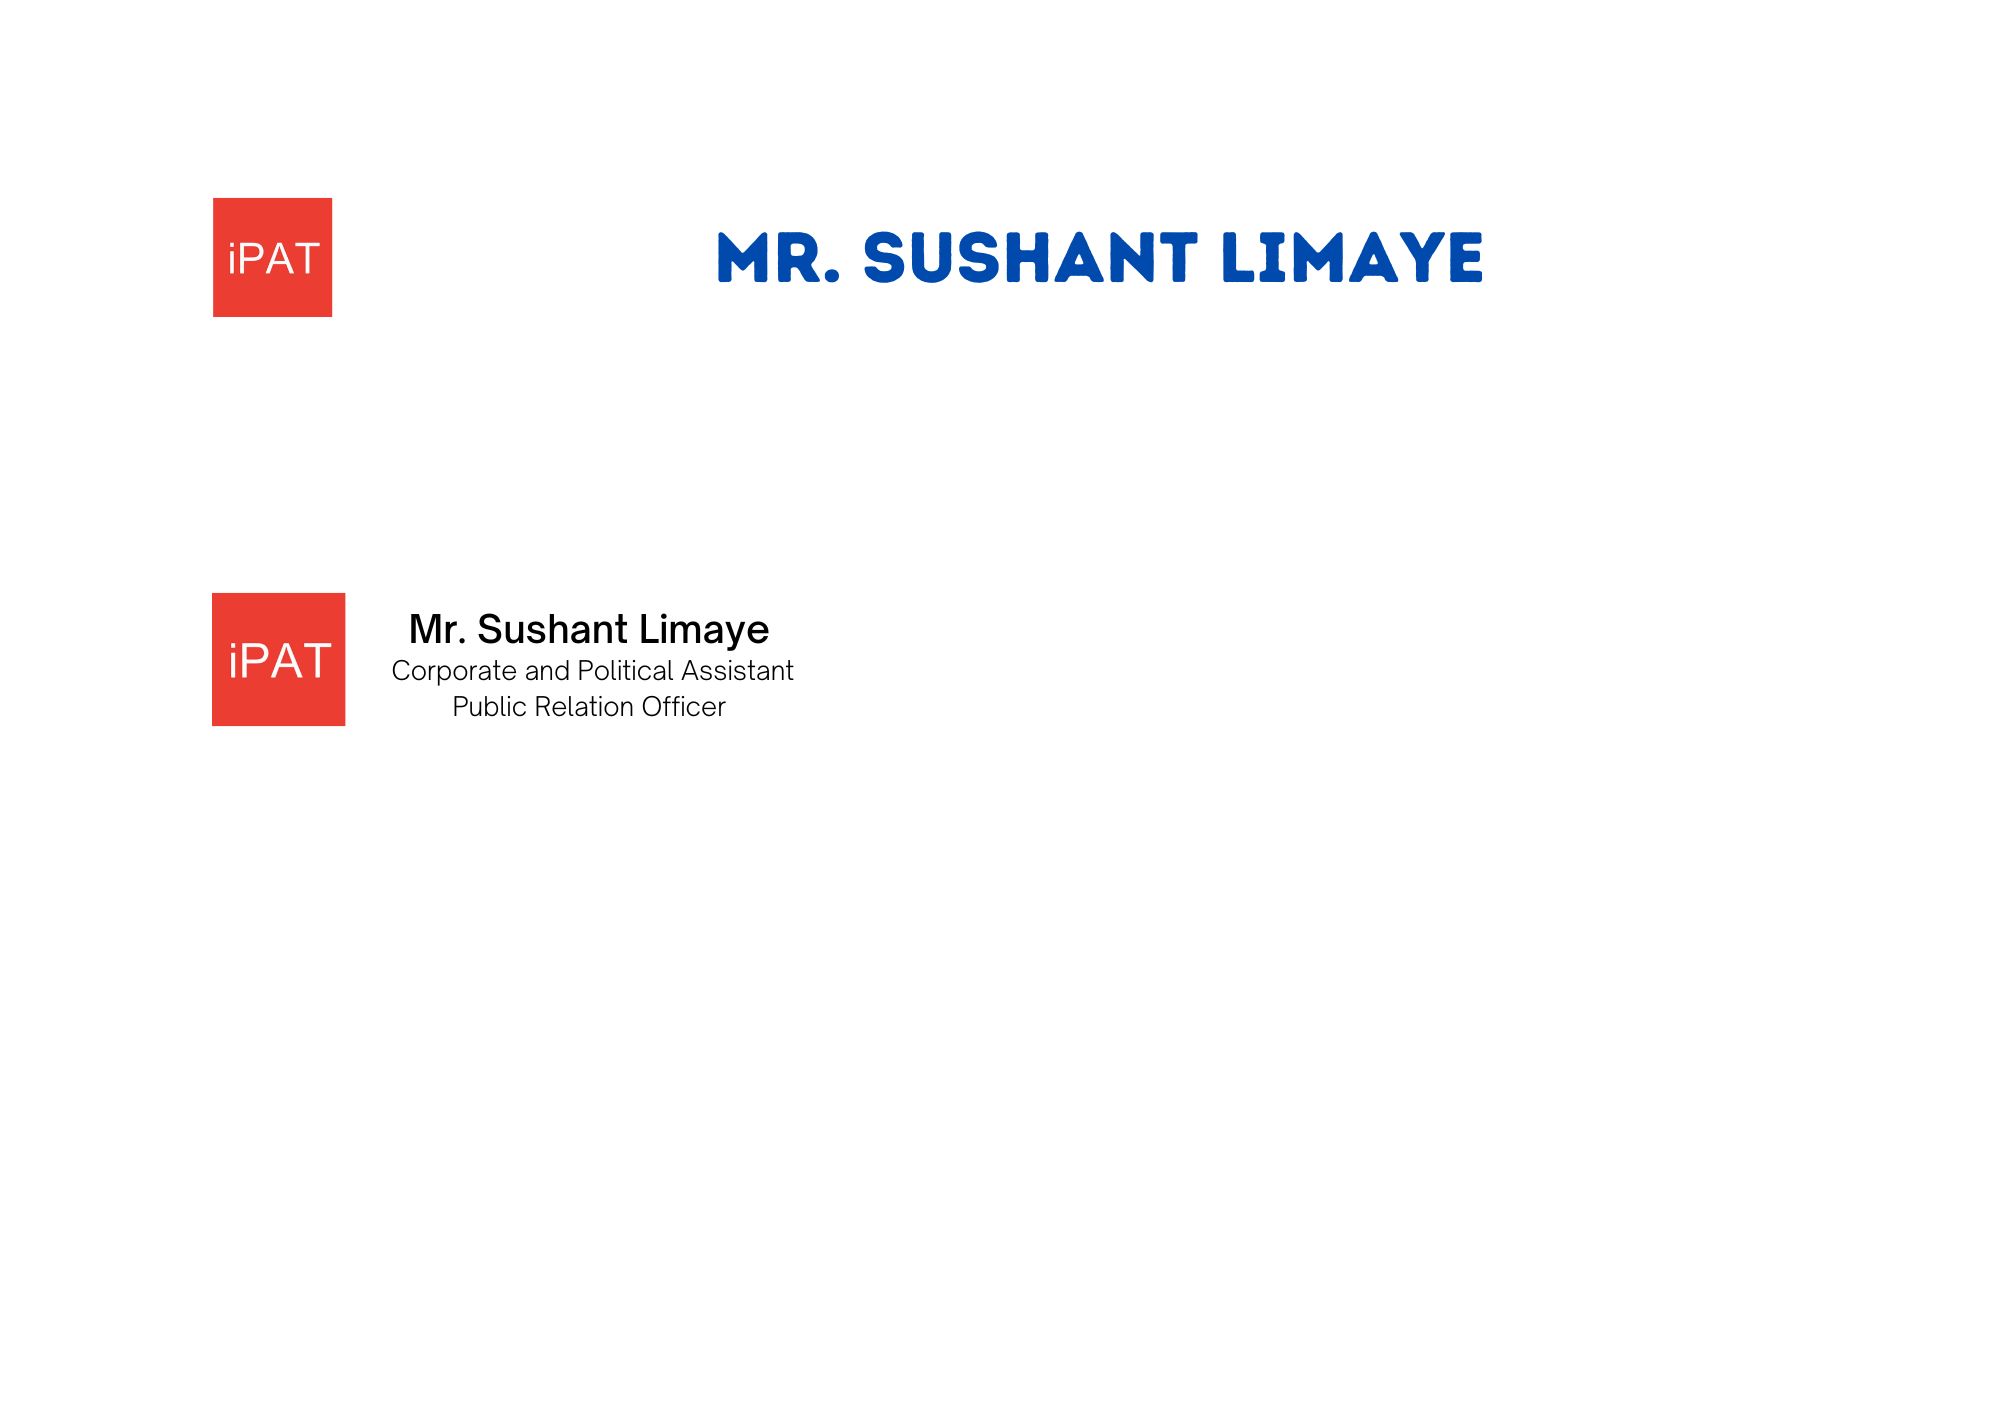 iPAT
MR. SUSHANT LIMAYE
iPAT
Mr. Sushant Limaye
Corporate and Political Assistant
Public Relation Officer